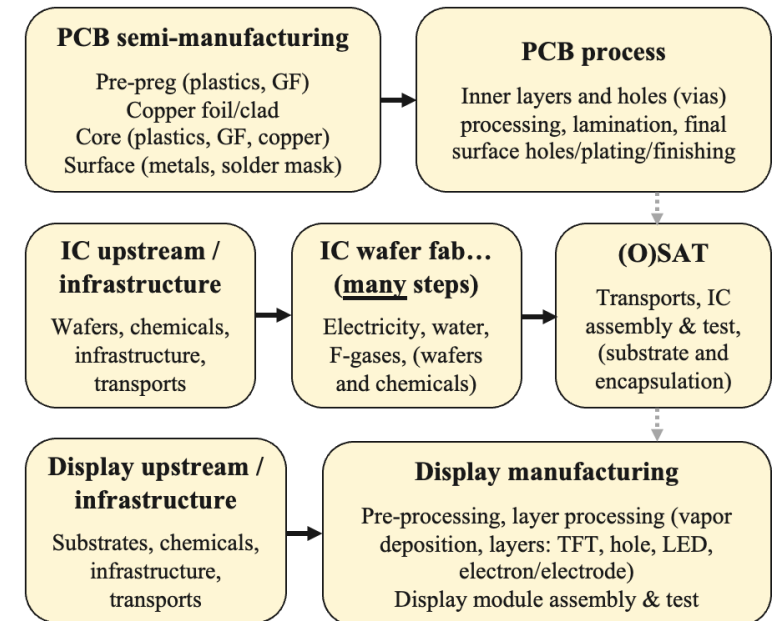 PCB semi-manufacturing
Pre-preg (plastics, GF)
Copper foil/clad
Core (plastics, GF, copper)
Surface (metals, solder mask)
PCB process
Inner layers and holes (vias)
processing, lamination, final
surface holes/plating/finishing
IC upstream /
infrastructure
Wafers, chemicals,
infrastructure,
transports
IC wafer fab…
(many steps)
Electricity, water,
F-gases, (wafers
and chemicals)
(O)SAT
Transports, IC
assembly & test,
(substrate and
encapsulation)
Display upstream /
infrastructure
Substrates, chemicals,
infrastructure,
transports
Display manufacturing
Pre-processing, layer processing (vapor
deposition, layers: TFT, hole, LED,
electron/electrode)
Display module assembly & test